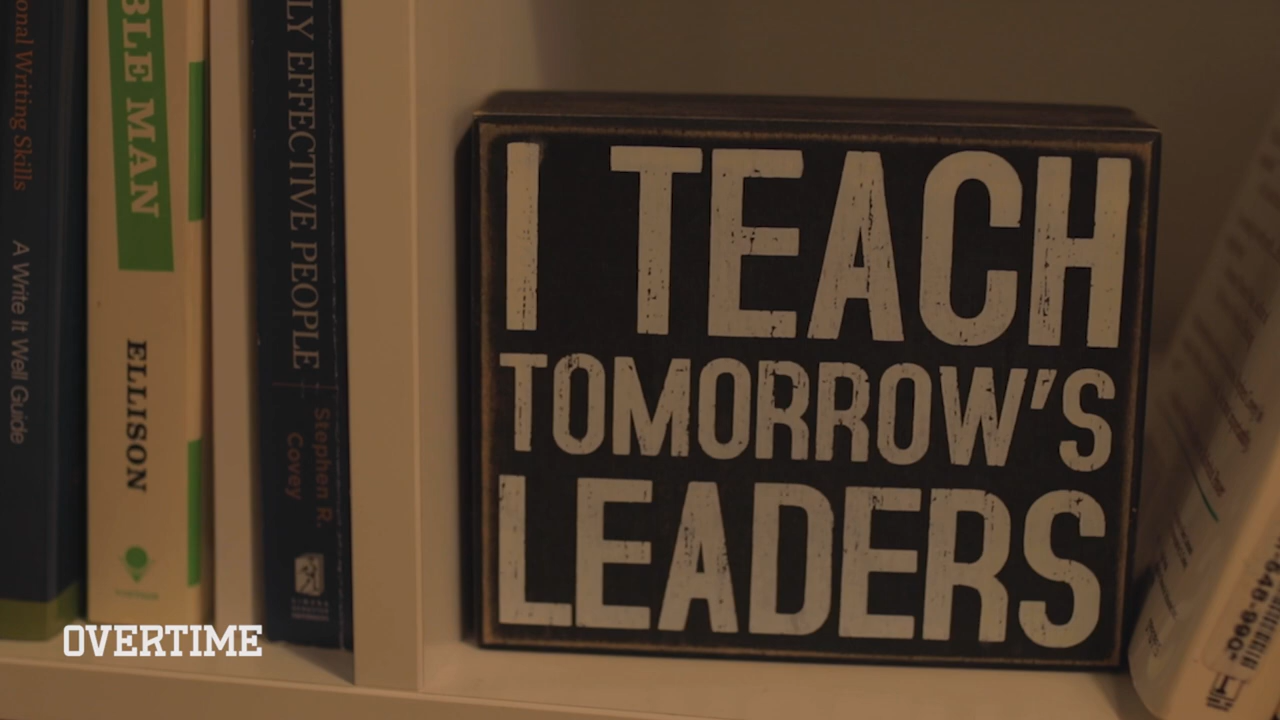 onal Writing Skills
A Write It Well Guide
BLE MAN
ELLISON
LY EFFECTIVE PEOPLE
Stephen R.
Covey
I TEACH
TOMORROW'S
LEADERS
OVERTIME